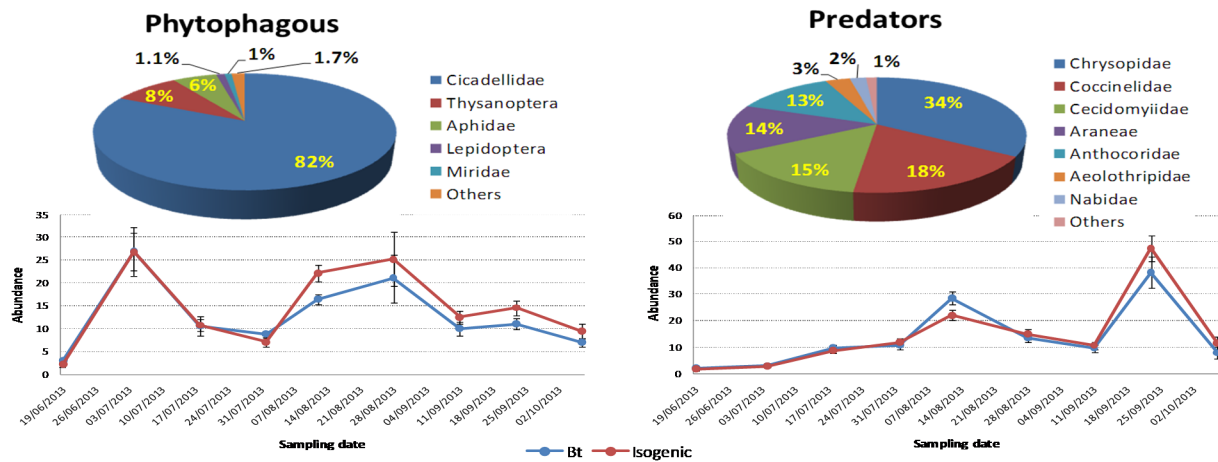 Phytophagous
1.1%
1%
1.7%
6%
8%
82%
Cicadellidae
Thysanoptera
Aphidae
Lepidoptera
Miridae
Others
Predators
2%
1%
3%
13%
34%
14%
15%
18%
Chrysopidae
Coccinelidae
Cecidomyiidae
Araneae
Anthocoridae
Aeolothripidae
Nabidae
Others
35
30
25
20
15
10
5
0
Abundance
19/06/2013
26/06/2013
03/07/2013
10/07/2013
17/07/2013
24/07/2013
31/07/2013
07/08/2013
14/08/2013
21/08/2013
28/08/2013
04/09/2013
11/09/2013
18/09/2013
25/09/2013
02/10/2013
Sampling date
60
50
40
30
20
10
0
Abundance
19/06/2013
26/06/2013
03/07/2013
10/07/2013
17/07/2013
24/07/2013
31/07/2013
07/08/2013
14/08/2013
21/08/2013
28/08/2013
04/09/2013
11/09/2013
18/09/2013
25/09/2013
02/10/2013
Sampling date
Bt
Isogenic